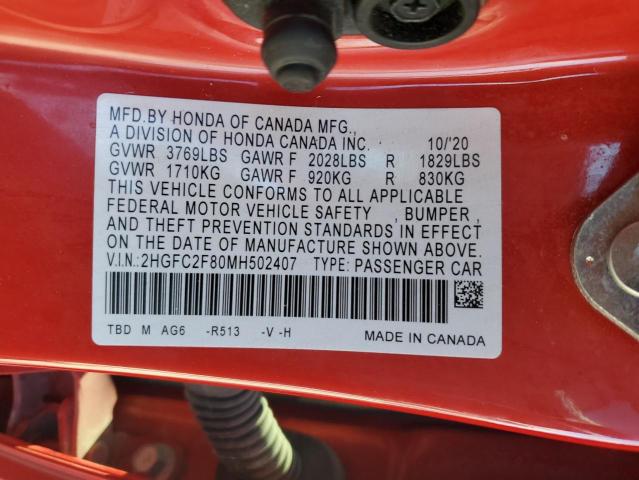 MFD.BY HONDA OF CANADA MFG.,
A DIVISION OF HONDA CANADA INC. 10/'20
GVWR 3769LBS GAWR F 2028LBS R 1829LBS
GVWR 1710KG GAWR F 920KG R 830KG
THIS VEHICLE CONFORMS TO ALL APPLICABLE
FEDERAL MOTOR VEHICLE SAFETY , BUMPER ,
AND THEFT PREVENTION STANDARDS IN EFFECT
ON THE DATE OF MANUFACTURE SHOWN ABOVE.
V.I.N.: 2HGFC2F80MH502407 TYPE: PASSENGER CAR
TBD M AG6 -R513 -V -H MADE IN CANADA